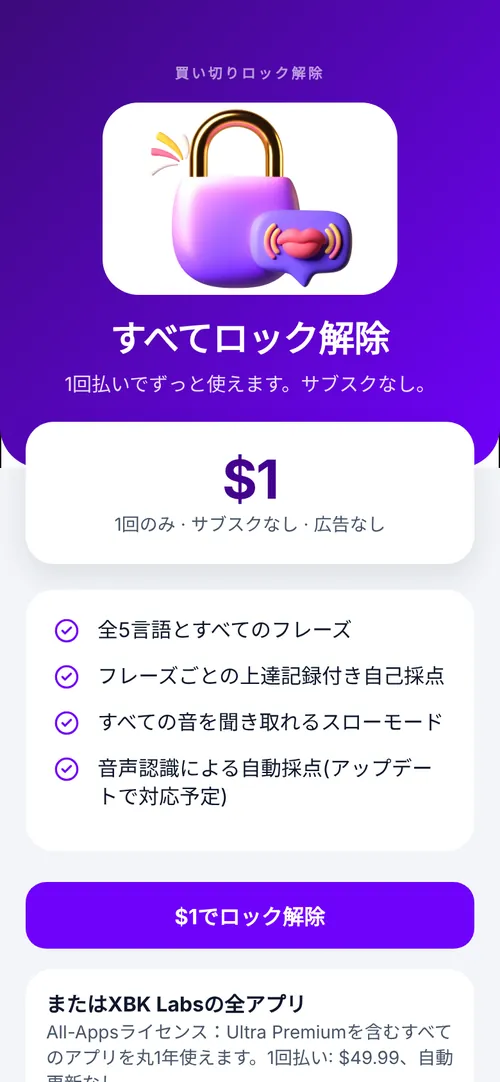 買い切りロック解除
すべてロック解除
1回払いでずっと使えます。サブスクなし。
$1
1回のみ · サブスクなし · 広告なし
全5言語とすべてのフレーズ
フレーズごとの上達記録付き自己採点
すべての音を聞き取れるスローモード
音声認識による自動採点(アップデー
トで対応予定)
$1でロック解除
またはXBK Labsの全アプリ
All-Appsライセンス：Ultra Premiumを含むすべて
のアプリを丸1年使えます。1回払い: $49.99、自動
更新なし